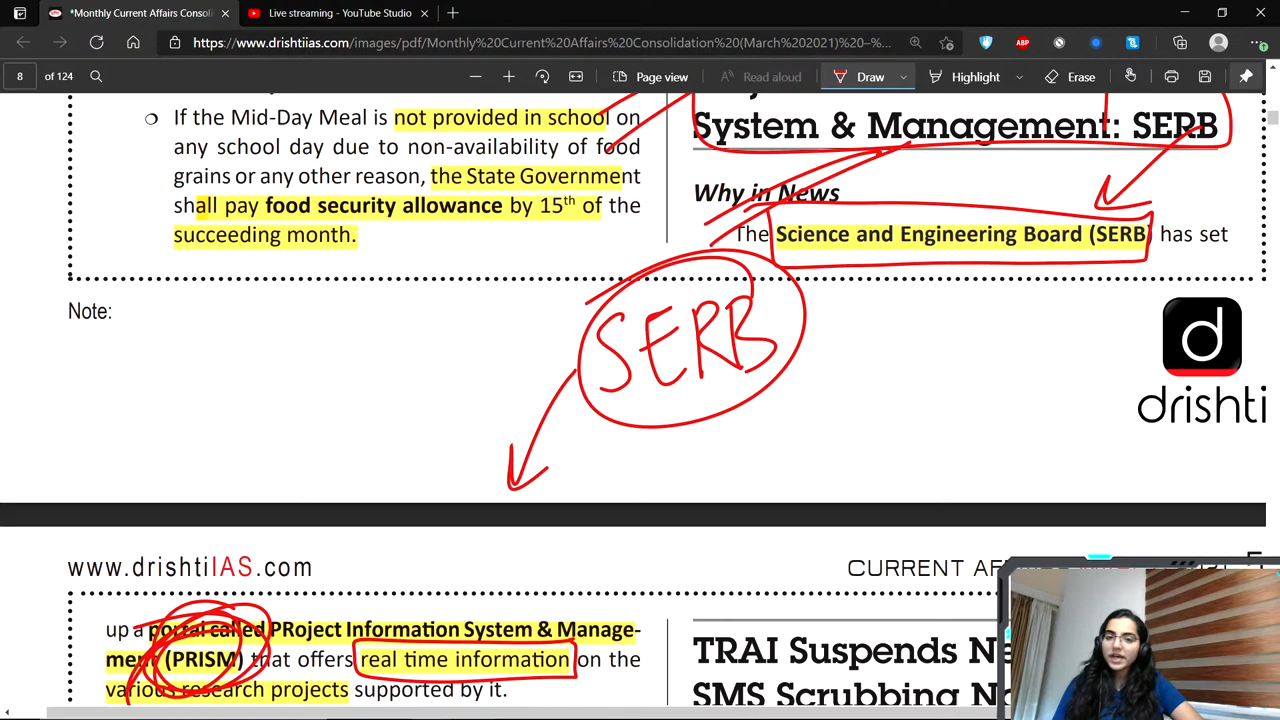 *Monthly Current Affairs Consoli
Live streaming - YouTube Studio
https://www.drishtiias.com/images/pdf/Monthly%20Current%20Affairs%20Consolidation%20(March%202021)%20–%...
ABP
8 of 124
Page view
Read aloud
Draw
Highlight
Erase
If the Mid-Day Meal is not provided in school on
any school day due to non-availability of food
grains or any other reason, the State Government
shall pay food security allowance by 15th of the
succeeding month.
System & Management: SERB
Why in News
The Science and Engineering Board (SERB) has set
Note:
SERB
d
drishti
www.drishtiIAS.com
CURRENT
up a portal called PRoject Information System & Manage-
ment (PRISM) that offers real time information on the
various research projects supported by it.
TRAI Suspends
SMS Scrubbing